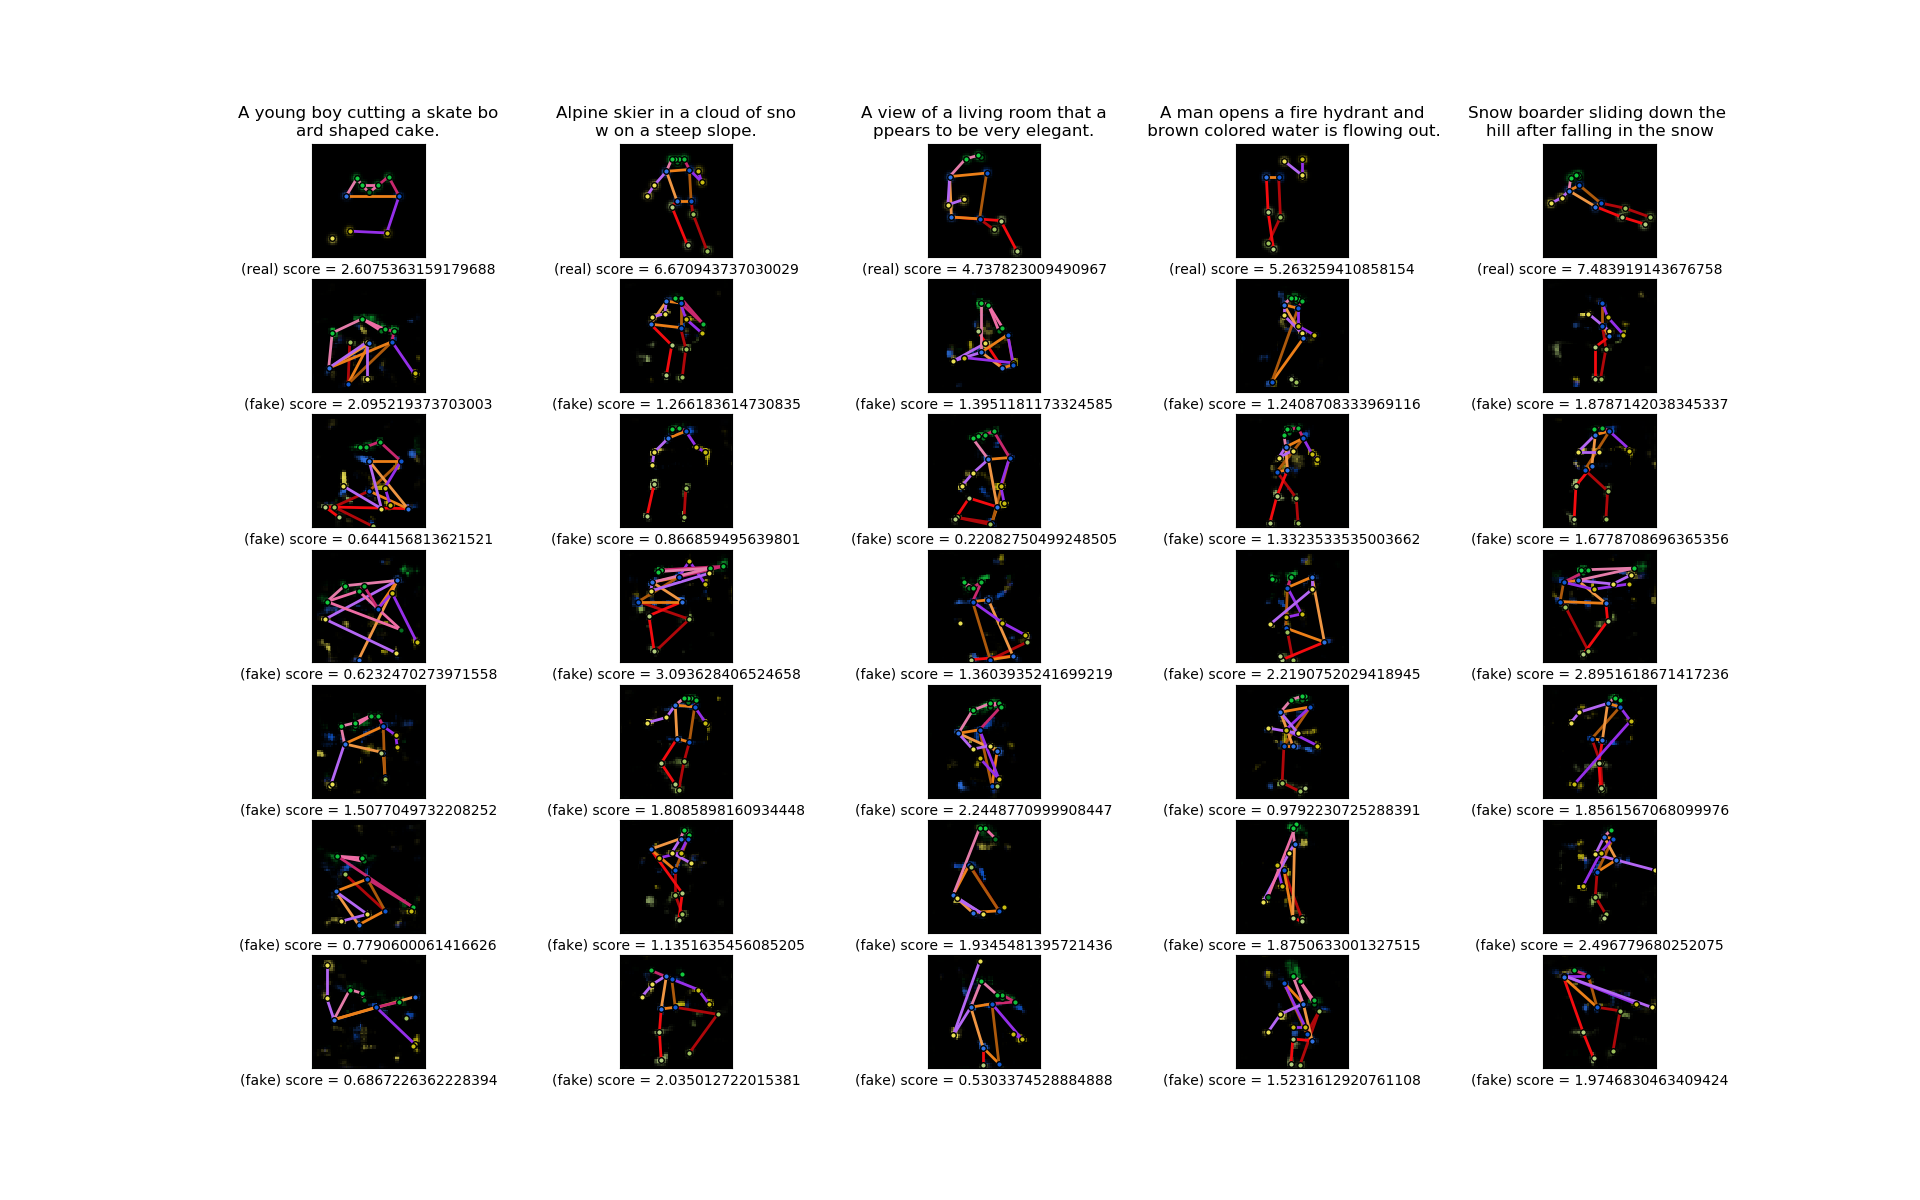 A young boy cutting a skate bo
ard shaped cake.
Alpine skier in a cloud of sno
w on a steep slope.
A view of a living room that a
ppears to be very elegant.
A man opens a fire hydrant and
brown colored water is flowing out.
Snow boarder sliding down the
hill after falling in the snow
(real) score = 2.6075363159179688
(real) score = 6.670943737030029
(real) score = 4.737823009490967
(real) score = 5.263259410858154
(real) score = 7.483919143676758
(fake) score = 2.095219373703003
(fake) score = 1.266183614730835
(fake) score = 1.3951181173324585
(fake) score = 1.2408708333969116
(fake) score = 1.8787142038345337
(fake) score = 0.644156813621521
(fake) score = 0.866859495639801
(fake) score = 0.22082750499248505
(fake) score = 1.3323533535003662
(fake) score = 1.6778708696365356
(fake) score = 0.6232470273971558
(fake) score = 3.093628406524658
(fake) score = 1.3603935241699219
(fake) score = 2.2190752029418945
(fake) score = 2.8951618671417236
(fake) score = 1.5077049732208252
(fake) score = 1.8085898160934448
(fake) score = 2.2448770999908447
(fake) score = 0.9792230725288391
(fake) score = 1.8561567068099976
(fake) score = 0.7790600061416626
(fake) score = 1.1351635456085205
(fake) score = 1.9345481395721436
(fake) score = 1.8750633001327515
(fake) score = 2.496779680252075
(fake) score = 0.6867226362228394
(fake) score = 2.035012722015381
(fake) score = 0.5303374528884888
(fake) score = 1.5231612920761108
(fake) score = 1.9746830463409424